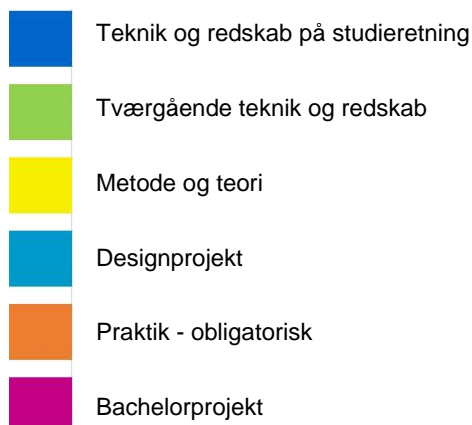 Teknik og redskab på studieretning
Tværgående teknik og redskab
Metode og teori
Designprojekt
Praktik - obligatorisk
Bachelorprojekt